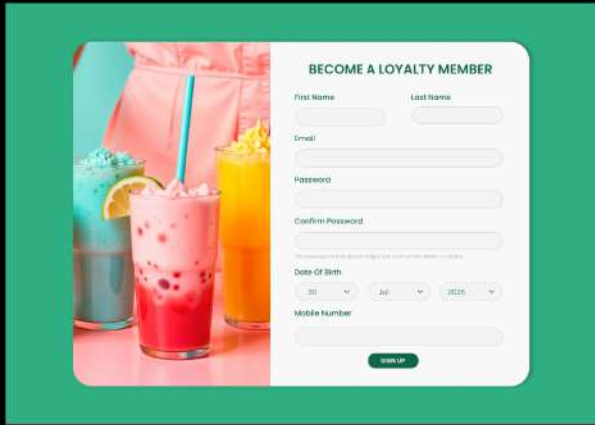 BECOME A LOYALTY MEMBER
First Name Last Name
Email
Password
Confirm Password
Date Of Birth
30 Jul 2025
Mobile Number
SIGN UP